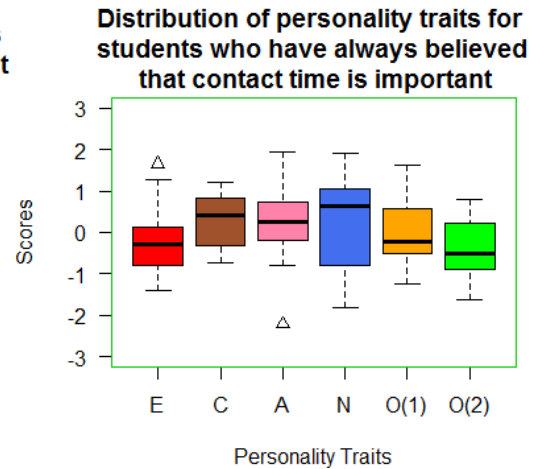 Distribution of personality traits for
students who have always believed
that contact time is important
3
2
1
0
-1
-2
-3
Scores
E C A N O(1) O(2)
Personality Traits